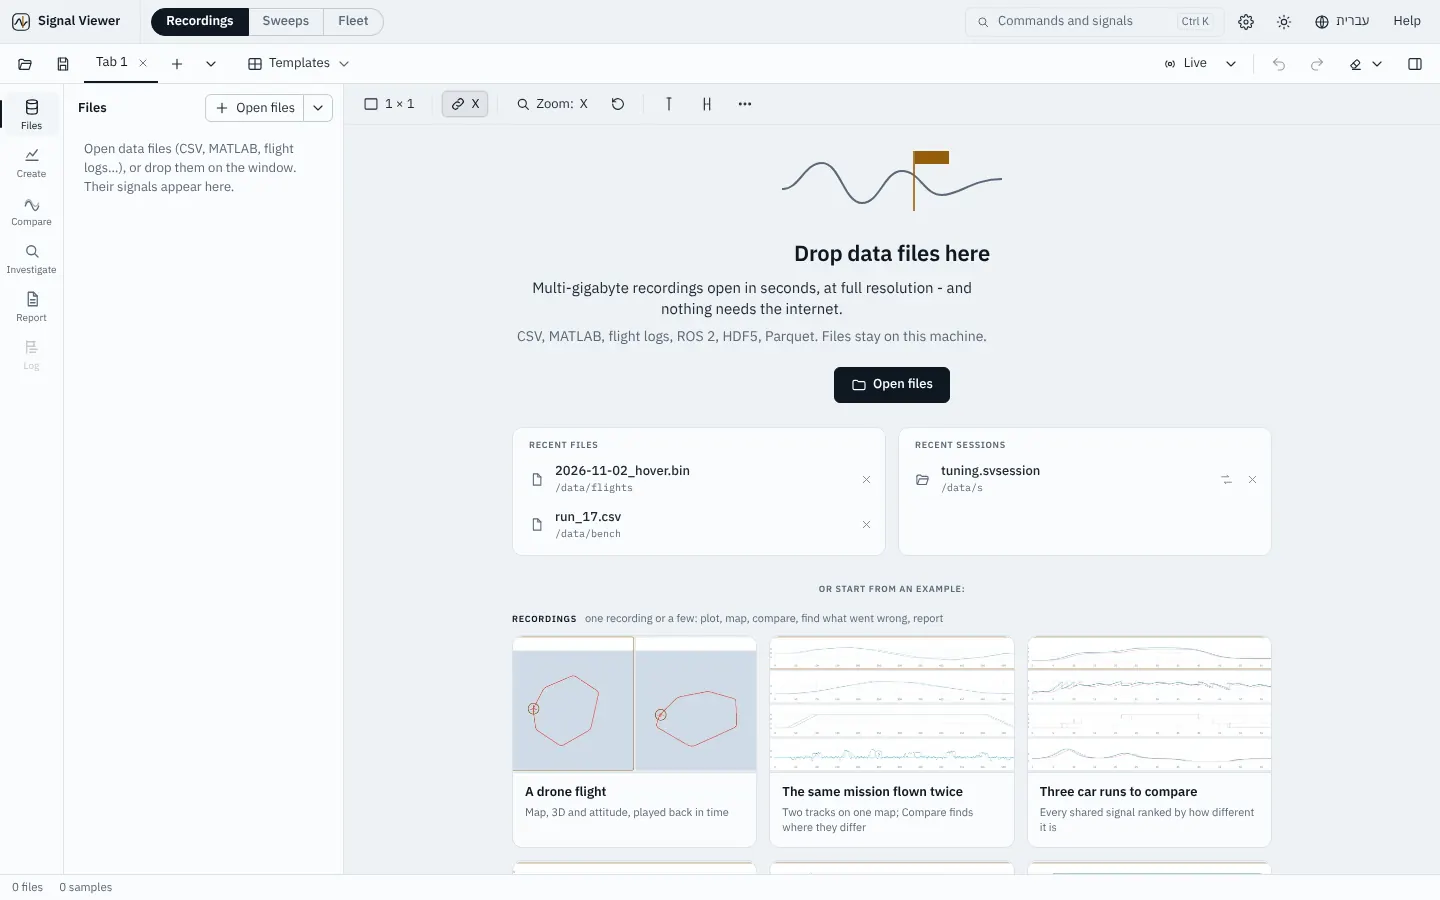 Signal Viewer
Recordings
Sweeps
Fleet
Commands and signals
Ctrl K
עברית
Help
Tab 1
Templates
Live
Files
Open files
1 × 1
X
Zoom: X
Files
Create
Compare
Investigate
Report
Log
Open data files (CSV, MATLAB, flight
logs...), or drop them on the window.
Their signals appear here.
Drop data files here
Multi-gigabyte recordings open in seconds, at full resolution - and
nothing needs the internet.
CSV, MATLAB, flight logs, ROS 2, HDF5, Parquet. Files stay on this machine.
Open files
RECENT FILES
2026-11-02_hover.bin
/data/flights
run_17.csv
/data/bench
RECENT SESSIONS
tuning.svsession
/data/s
OR START FROM AN EXAMPLE:
RECORDINGS one recording or a few: plot, map, compare, find what went wrong, report
A drone flight
Map, 3D and attitude, played back in time
The same mission flown twice
Two tracks on one map; Compare finds
where they differ
Three car runs to compare
Every shared signal ranked by how different
it is
0 files
0 samples